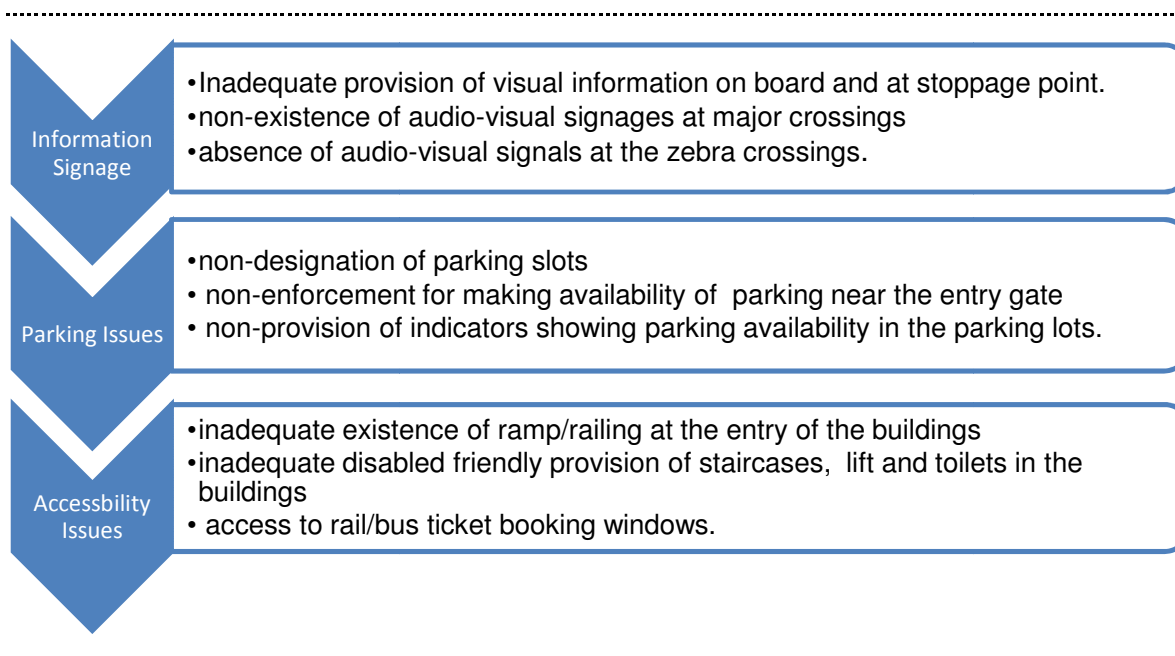 Information
Signage
•Inadequate provision of visual information on board and at stoppage point.
•non-existence of audio-visual signages at major crossings
•absence of audio-visual signals at the zebra crossings.
Parking Issues
•non-designation of parking slots
• non-enforcement for making availability of parking near the entry gate
• non-provision of indicators showing parking availability in the parking lots.
Accessbility
Issues
•inadequate existence of ramp/railing at the entry of the buildings
•inadequate disabled friendly provision of staircases, lift and toilets in the
buildings
• access to rail/bus ticket booking windows.